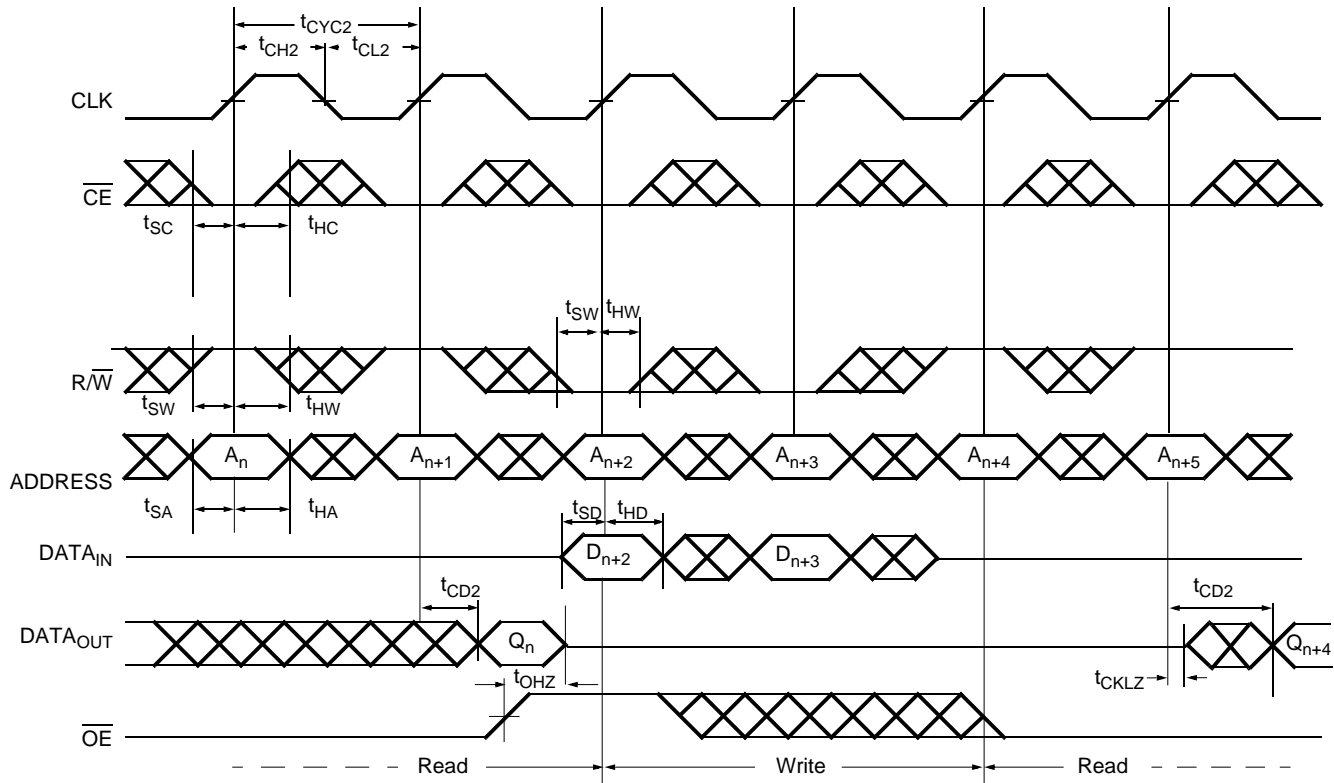 tCYC2
tCH2 tCL2
CLK
CE
tSC tHC
tSW tHW
R/W
tSW tHW
An An+1 An+2 An+3 An+4 An+5
ADDRESS
tSA tHA
tSD tHD
DATAIN
Dn+2 Dn+3
tCD2 tCD2
DATAOUT
Qn Qn+4
tOHZ tCKLZ
OE
Read Write Read